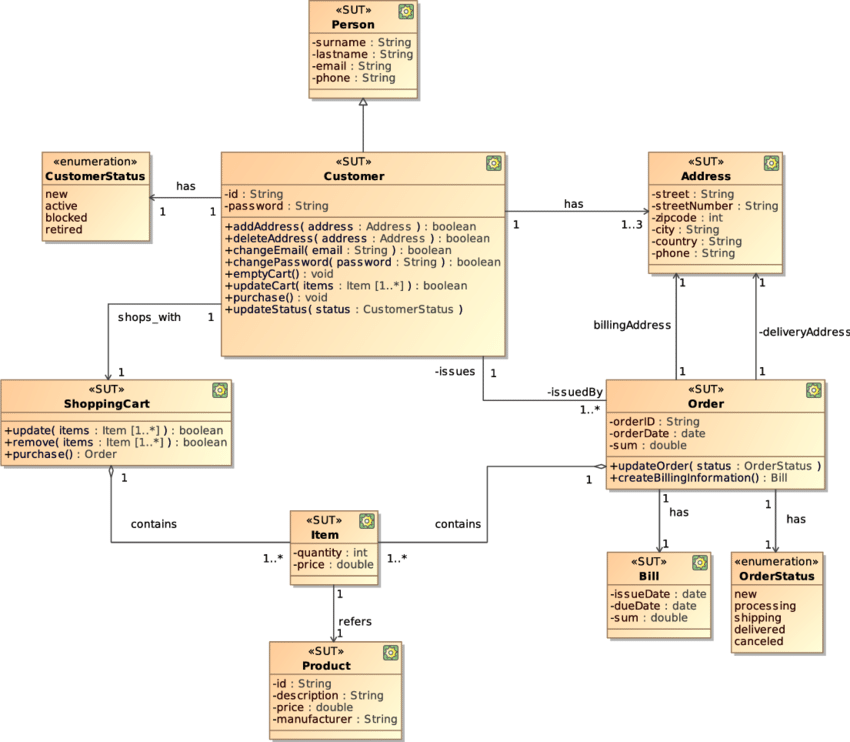 «SUT»
Person
-surname : String
-lastname : String
-email : String
-phone : String
«enumeration»
CustomerStatus
new
active
blocked
retired
has
1
1
«SUT»
Customer
-id : String
-password : String
+addAddress( address : Address ) : boolean
+deleteAddress( address : Address ) : boolean
+changeEmail( email : String ) : boolean
+changePassword( password : String ) : boolean
+emptyCart() : void
+updateCart( items : Item [1..*] ) : boolean
+purchase() : void
+updateStatus( status : CustomerStatus )
has
1
1..3
«SUT»
Address
-street : String
-streetNumber : String
-zipcode : int
-city : String
-country : String
-phone : String
shops_with
1
1
-issues
1
-issuedBy
1..*
billingAddress
1
1
-deliveryAddress
1
1
«SUT»
ShoppingCart
+update( items : Item [1..*] ) : boolean
+remove( items : Item [1..*] ) : boolean
+purchase() : Order
«SUT»
Order
-orderID : String
-orderDate : date
-sum : double
+updateOrder( status : OrderStatus )
+createBillingInformation() : Bill
1
contains
1..*
1
contains
1..*
«SUT»
Item
-quantity : int
-price : double
1
has
1
1
has
1
«SUT»
Bill
-issueDate : date
-dueDate : date
-sum : double
«enumeration»
OrderStatus
new
processing
shipping
delivered
canceled
1
refers
1
«SUT»
Product
-id : String
-description : String
-price : double
-manufacturer : String